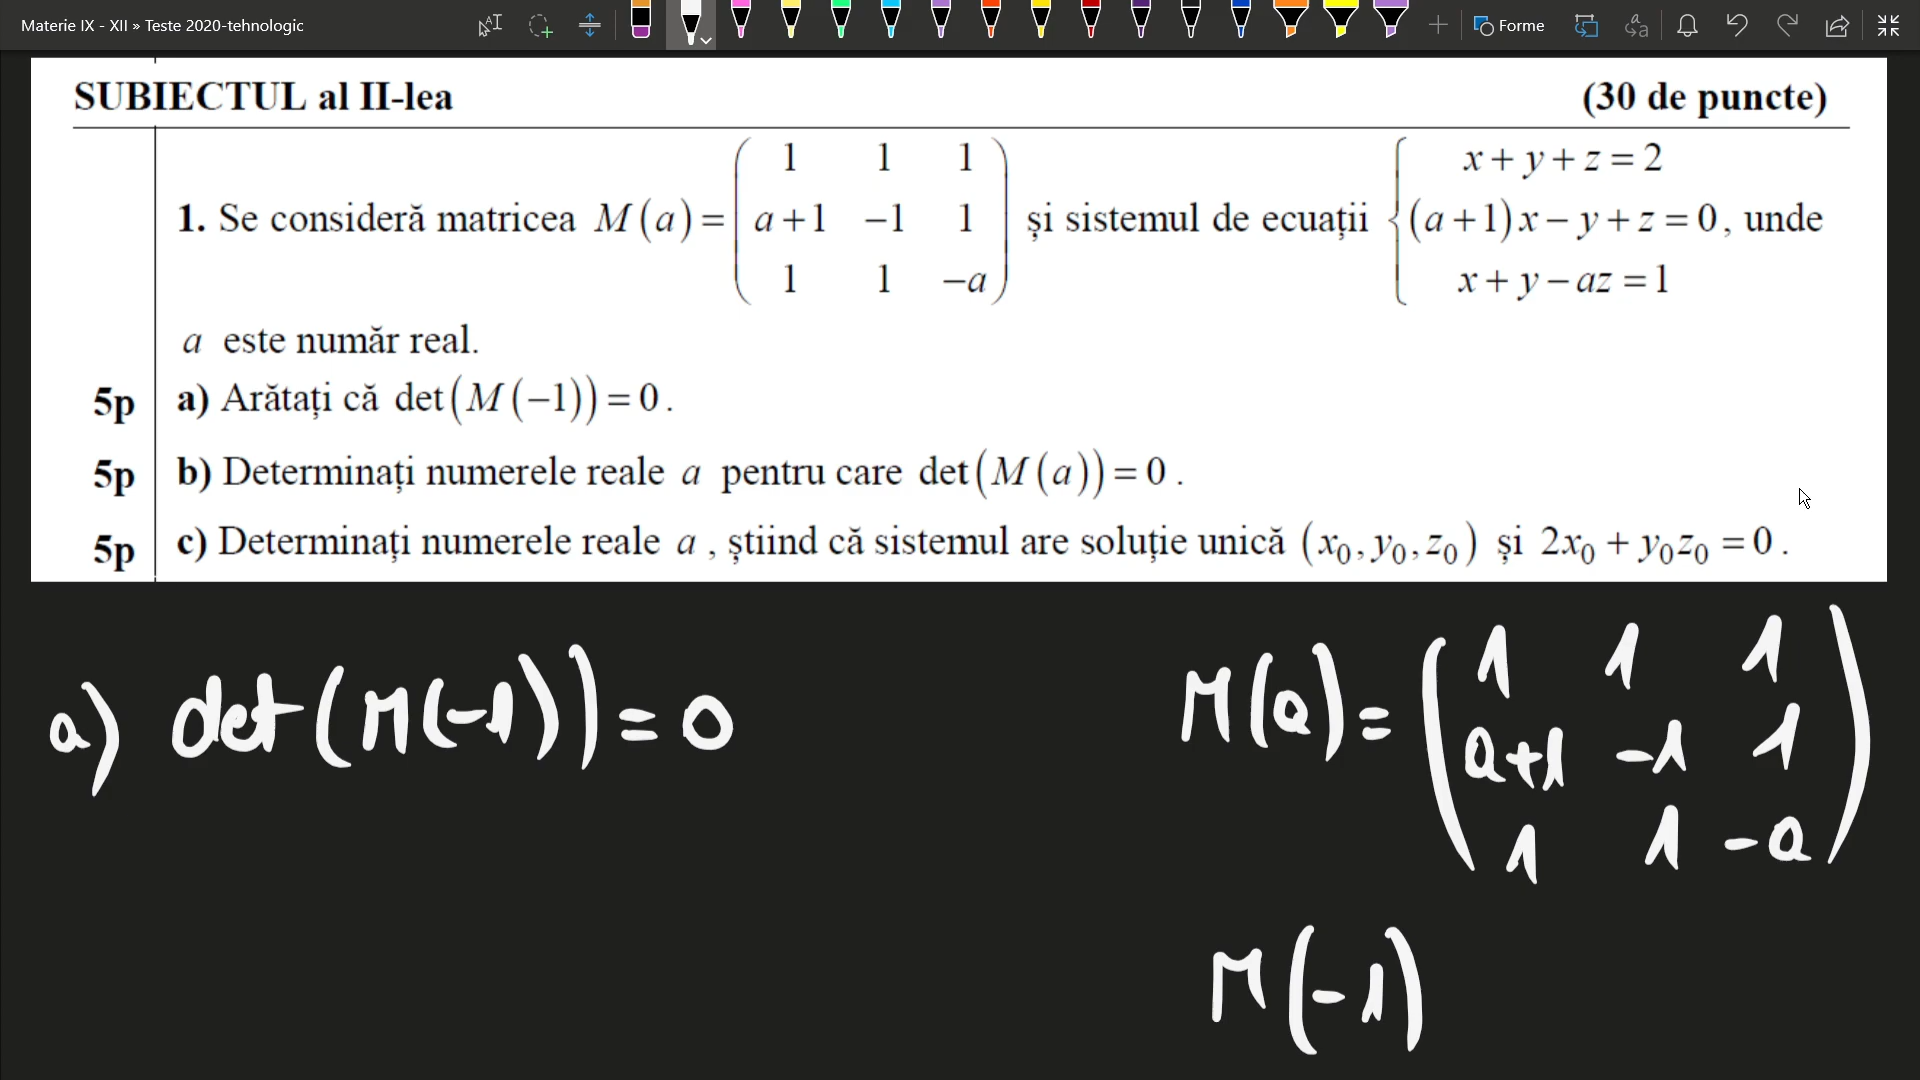 Materie IX - XII » Teste 2020-tehnologic
Forme
SUBIECTUL al II-lea (30 de puncte)
1. Se consideră matricea M(a) = ( 1 1 1 ; a+1 −1 1 ; 1 1 −a ) și sistemul de ecuații { x+y+z=2 ; (a+1)x−y+z=0 ; x+y−az=1 , unde
a este număr real.
5p a) Arătați că det(M(−1))=0.
5p b) Determinați numerele reale a pentru care det(M(a))=0.
5p c) Determinați numerele reale a, știind că sistemul are soluție unică (x₀, y₀, z₀) și 2x₀ + y₀z₀ = 0.
a) det(M(-1)) = 0
M(a) = ( 1 1 1 ; a+1 -1 1 ; 1 1 -a )
M(-1)